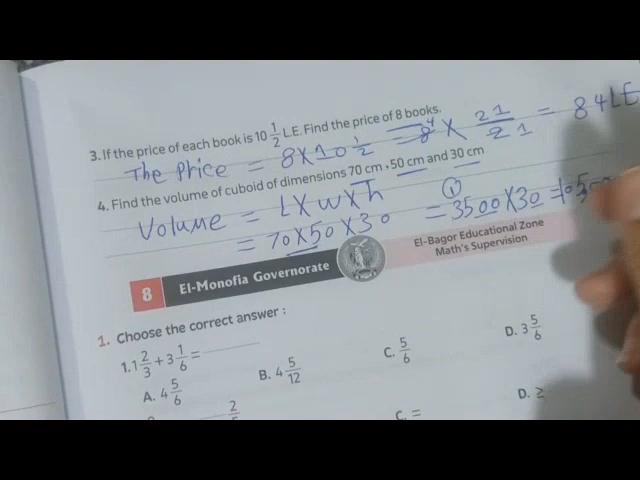 3. If the price of each book is 10 1/2 L.E. Find the price of 8 books.
The Price = 8 X 10 1/2 = 8 4 X 21/2 1 = 84 LE
4. Find the volume of cuboid of dimensions 70 cm , 50 cm and 30 cm
Volume = L X W X h
= 70 X 50 X 30 = 3500 X 30 =
8 El-Monofia Governorate
El-Bagor Educational Zone
Math's Supervision
1. Choose the correct answer :
1. 1 2/3 + 3 1/6 =
A. 4 5/6
B. 4 5/12
C. 5/6
D. 3 5/6
C. =
D. ≥